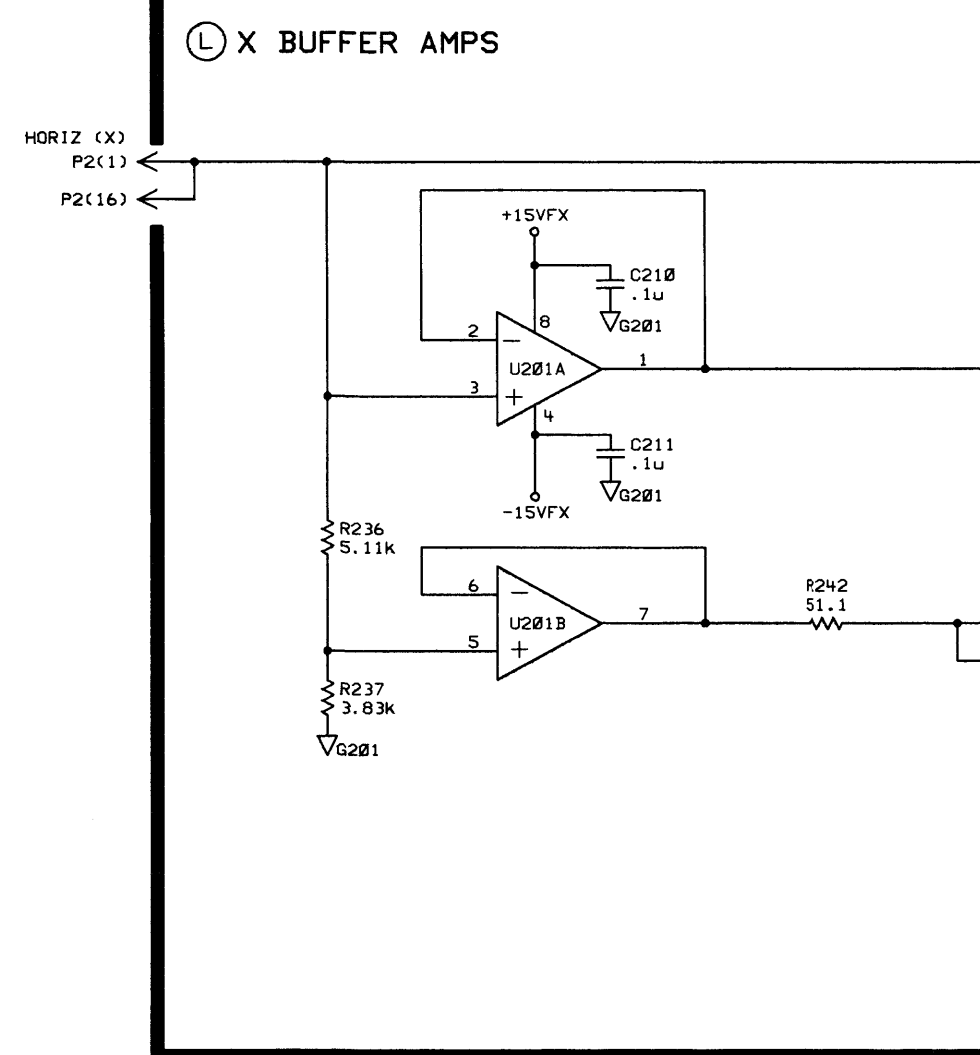 L X BUFFER AMPS
HORIZ (X)
P2(1)
P2(16)
+15VFX
C210
.1u
G201
8
2
−
U201A
1
3
+
4
C211
.1u
G201
-15VFX
R236
5.11k
6
−
U201B
7
5
+
R242
51.1
R237
3.83k
G201